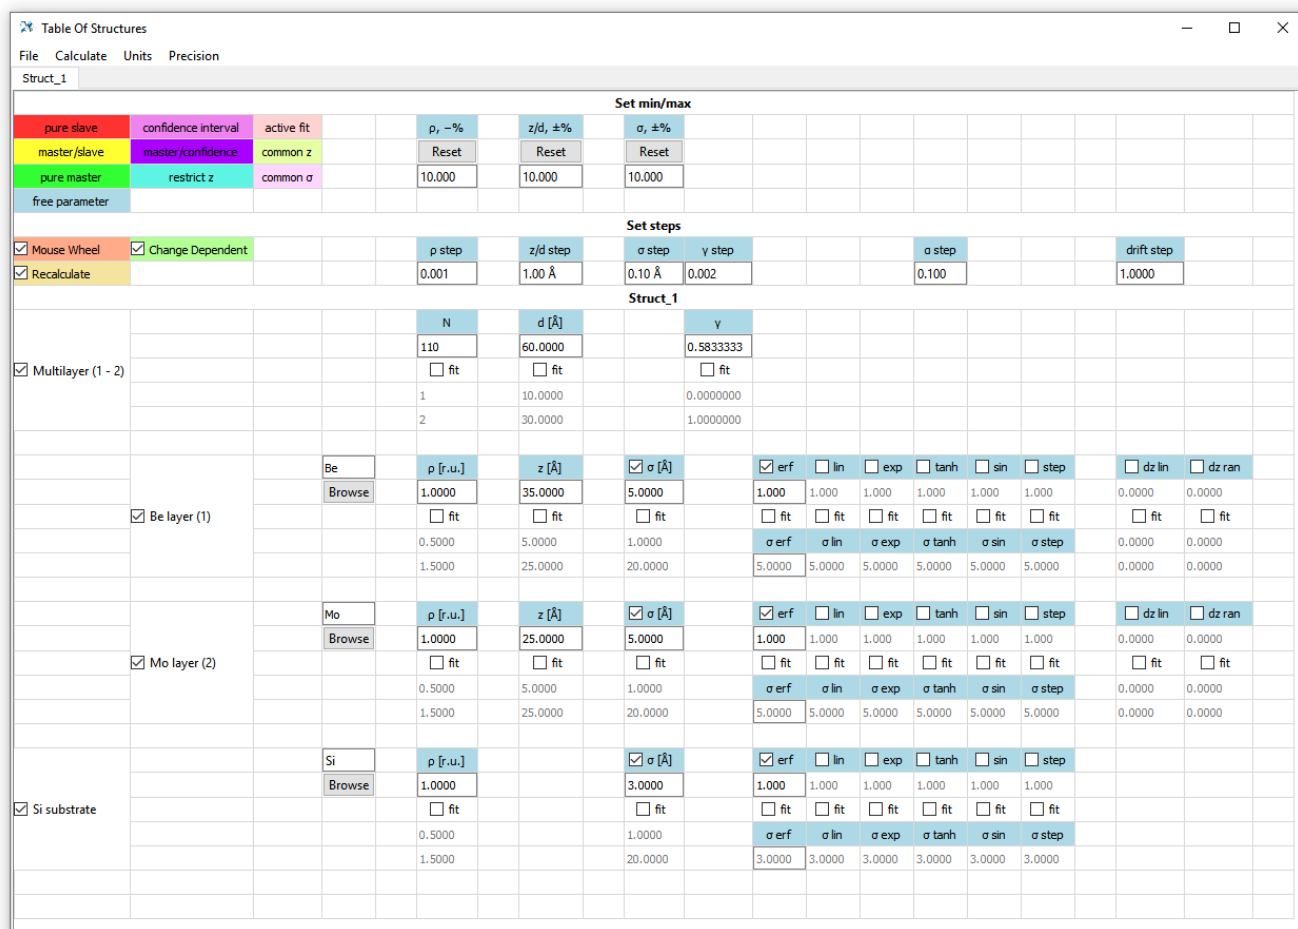 Table Of Structures
File Calculate Units Precision
Struct_1
Set min/max
pure slave confidence interval active fit ρ, −% z/d, ±% σ, ±%
master/slave master/confidence common z Reset Reset Reset
pure master restrict z common σ 10.000 10.000 10.000
free parameter
Set steps
Mouse Wheel Change Dependent ρ step z/d step σ step γ step α step drift step
Recalculate 0.001 1.00 Å 0.10 Å 0.002 0.100 1.0000
Struct_1
N d [Å] γ
110 60.0000 0.5833333
Multilayer (1 - 2) fit fit fit
1 10.0000 0.0000000
2 30.0000 1.0000000
Be ρ [r.u.] z [Å] σ [Å] erf lin exp tanh sin step dz lin dz ran
Browse 1.0000 35.0000 5.0000 1.000 1.000 1.000 1.000 1.000 1.000 0.0000 0.0000
Be layer (1) fit fit fit fit fit fit fit fit fit fit fit
0.5000 5.0000 1.0000 σ erf σ lin σ exp σ tanh σ sin σ step 0.0000 0.0000
1.5000 25.0000 20.0000 5.0000 5.0000 5.0000 5.0000 5.0000 5.0000 0.0000 0.0000
Mo ρ [r.u.] z [Å] σ [Å] erf lin exp tanh sin step dz lin dz ran
Browse 1.0000 25.0000 5.0000 1.000 1.000 1.000 1.000 1.000 1.000 0.0000 0.0000
Mo layer (2) fit fit fit fit fit fit fit fit fit fit fit
0.5000 5.0000 1.0000 σ erf σ lin σ exp σ tanh σ sin σ step 0.0000 0.0000
1.5000 25.0000 20.0000 5.0000 5.0000 5.0000 5.0000 5.0000 5.0000 0.0000 0.0000
Si ρ [r.u.] σ [Å] erf lin exp tanh sin step
Browse 1.0000 3.0000 1.000 1.000 1.000 1.000 1.000 1.000
Si substrate fit fit fit fit fit fit fit fit
0.5000 1.0000 σ erf σ lin σ exp σ tanh σ sin σ step
1.5000 20.0000 3.0000 3.0000 3.0000 3.0000 3.0000 3.0000